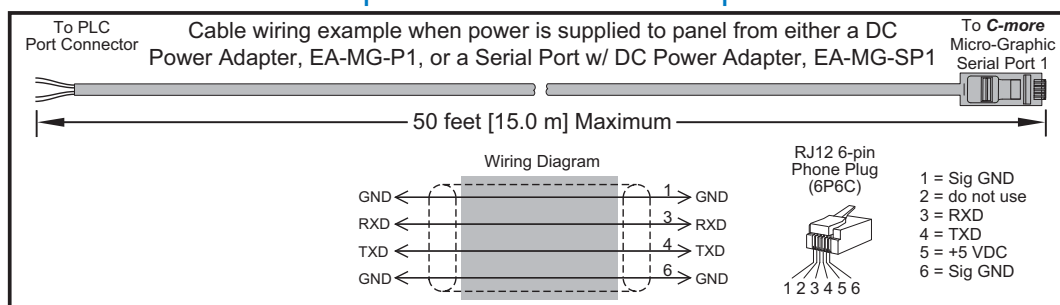 To PLC
Port Connector
Cable wiring example when power is supplied to panel from either a DC
Power Adapter, EA-MG-P1, or a Serial Port w/ DC Power Adapter, EA-MG-SP1
To C-more
Micro-Graphic
Serial Port 1
50 feet [15.0 m] Maximum
Wiring Diagram
GND 1 GND
RXD 3 RXD
TXD 4 TXD
GND 6 GND
RJ12 6-pin
Phone Plug
(6P6C)
1 2 3 4 5 6
1 = Sig GND
2 = do not use
3 = RXD
4 = TXD
5 = +5 VDC
6 = Sig GND